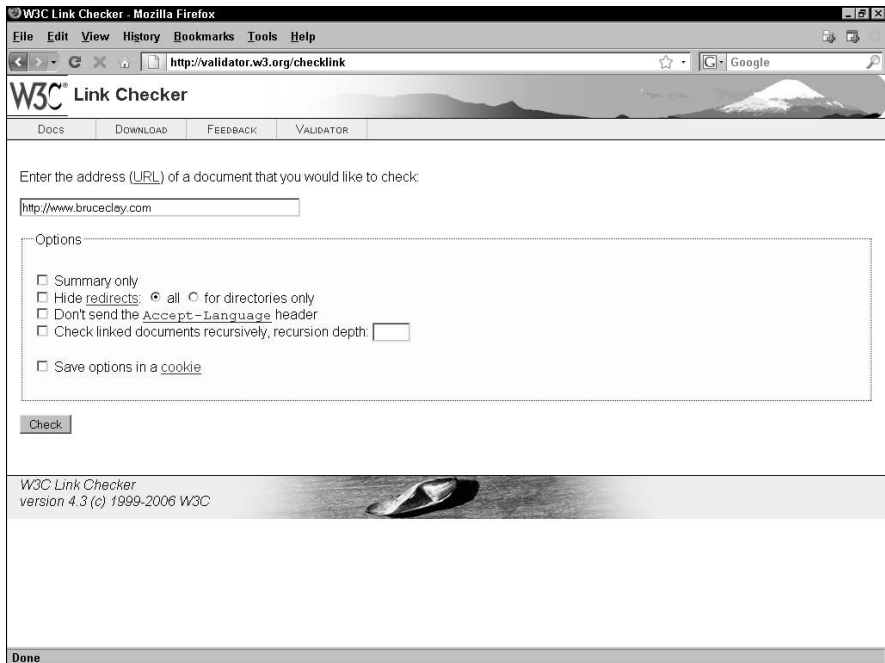 W3C Link Checker - Mozilla Firefox
File Edit View History Bookmarks Tools Help
http://validator.w3.org/checklink
G Google
W3C® Link Checker
DOCS DOWNLOAD FEEDBACK VALIDATOR
Enter the address (URL) of a document that you would like to check:
http://www.bruceclay.com
Options
Summary only
Hide redirects: all for directories only
Don't send the Accept-Language header
Check linked documents recursively, recursion depth:
Save options in a cookie
Check
W3C Link Checker
version 4.3 (c) 1999-2006 W3C
Done